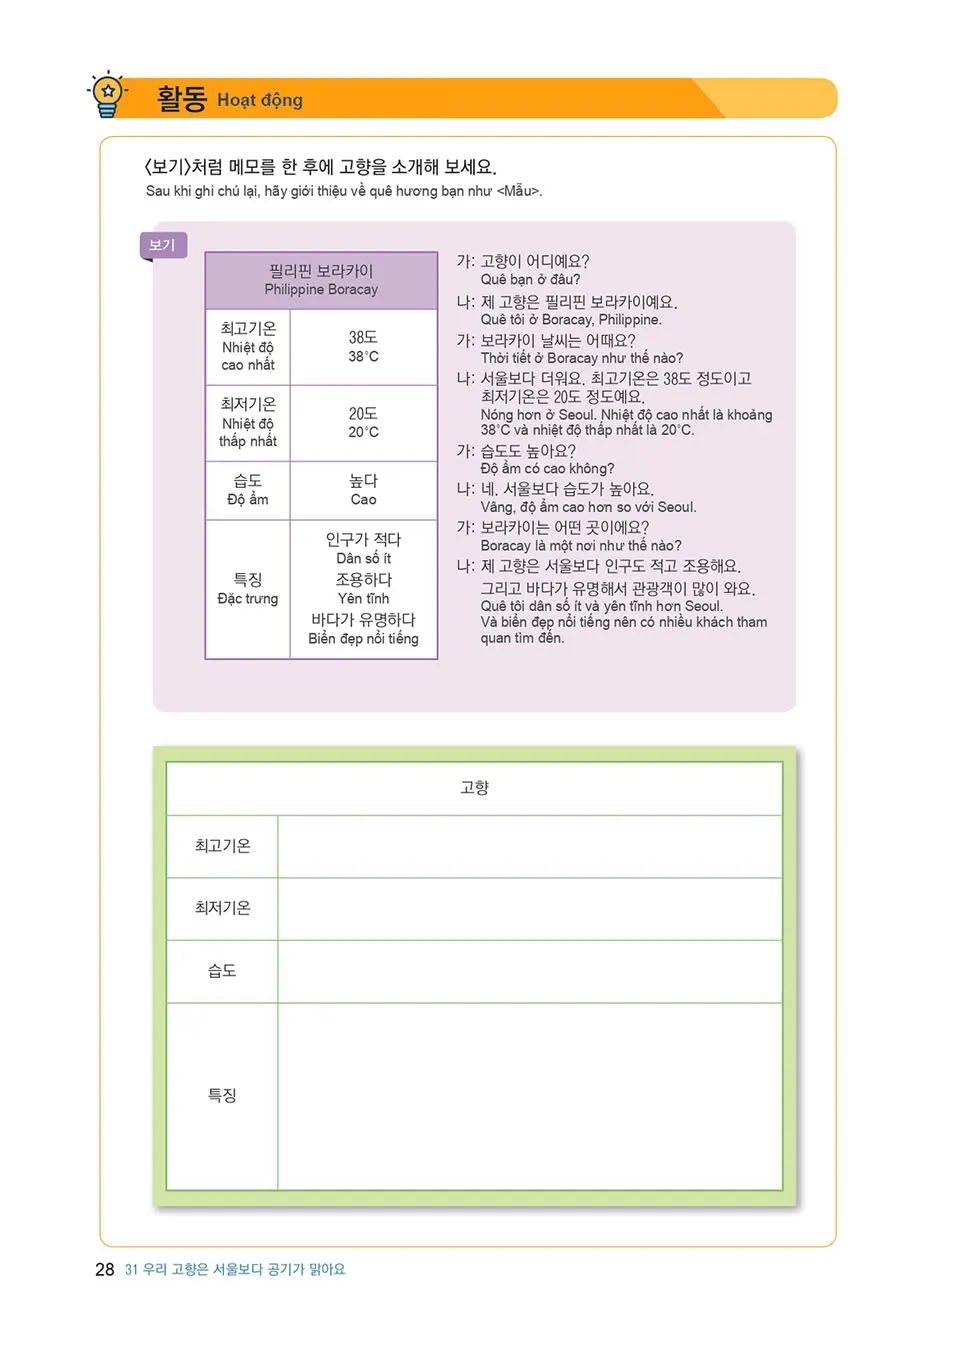 활동 Hoạt động
<보기>처럼 메모를 한 후에 고향을 소개해 보세요.
Sau khi ghi chú lại, hãy giới thiệu về quê hương bạn như <Mẫu>.
보기
필리핀 보라카이
Philippine Boracay
최고기온
Nhiệt độ
cao nhất
38도
38°C
최저기온
Nhiệt độ
thấp nhất
20도
20°C
습도
Độ ẩm
높다
Cao
특징
Đặc trưng
인구가 적다
Dân số ít
조용하다
Yên tĩnh
바다가 유명하다
Biển đẹp nổi tiếng
가: 고향이 어디예요?
Quê bạn ở đâu?
나: 제 고향은 필리핀 보라카이예요.
Quê tôi ở Boracay, Philippine.
가: 보라카이 날씨는 어때요?
Thời tiết ở Boracay như thế nào?
나: 서울보다 더워요. 최고기온은 38도 정도이고
최저기온은 20도 정도예요.
Nóng hơn ở Seoul. Nhiệt độ cao nhất là khoảng
38°C và nhiệt độ thấp nhất là 20°C.
가: 습도도 높아요?
Độ ẩm có cao không?
나: 네. 서울보다 습도가 높아요.
Vâng, độ ẩm cao hơn so với Seoul.
가: 보라카이는 어떤 곳이에요?
Boracay là một nơi như thế nào?
나: 제 고향은 서울보다 인구도 적고 조용해요.
그리고 바다가 유명해서 관광객이 많이 와요.
Quê tôi dân số ít và yên tĩnh hơn Seoul.
Và biển đẹp nổi tiếng nên có nhiều khách tham
quan tìm đến.
고향
최고기온
최저기온
습도
특징
28 31 우리 고향은 서울보다 공기가 맑아요